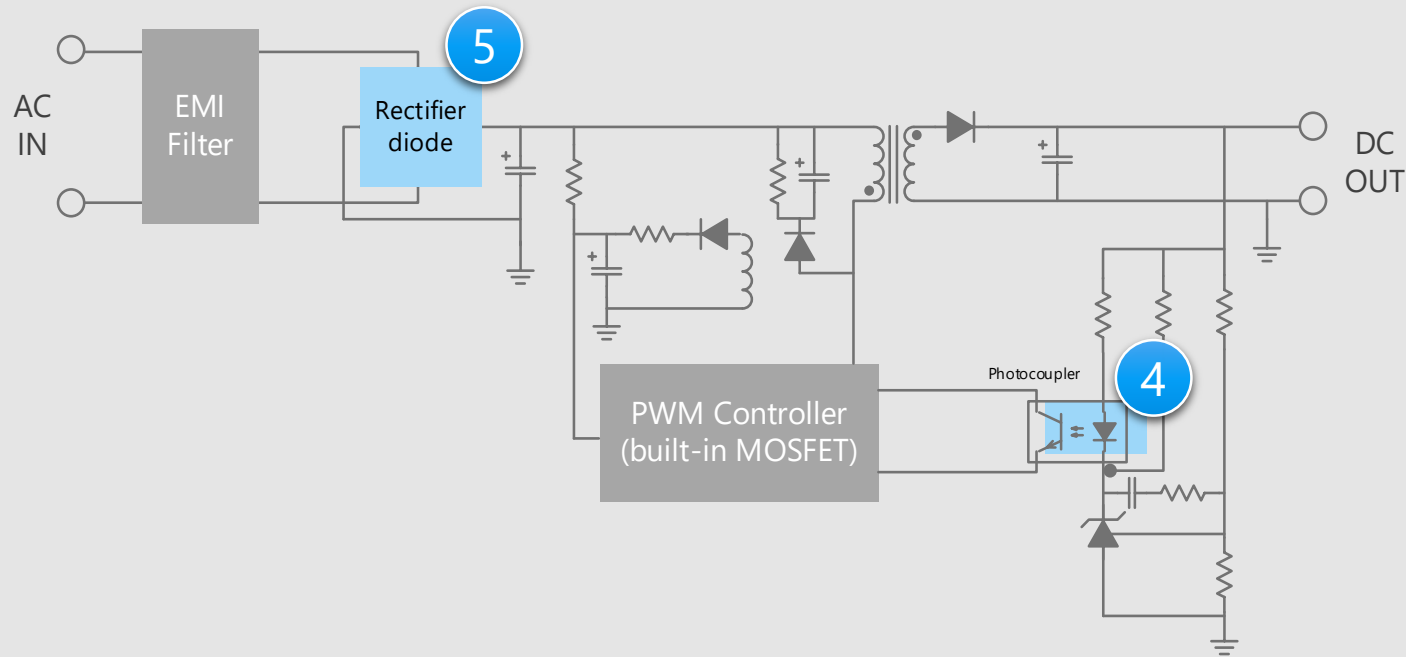 5
AC
IN
EMI
Filter
Rectifier
diode
+
+
+
+
DC
OUT
PWM Controller
(built-in MOSFET)
Photocoupler
4